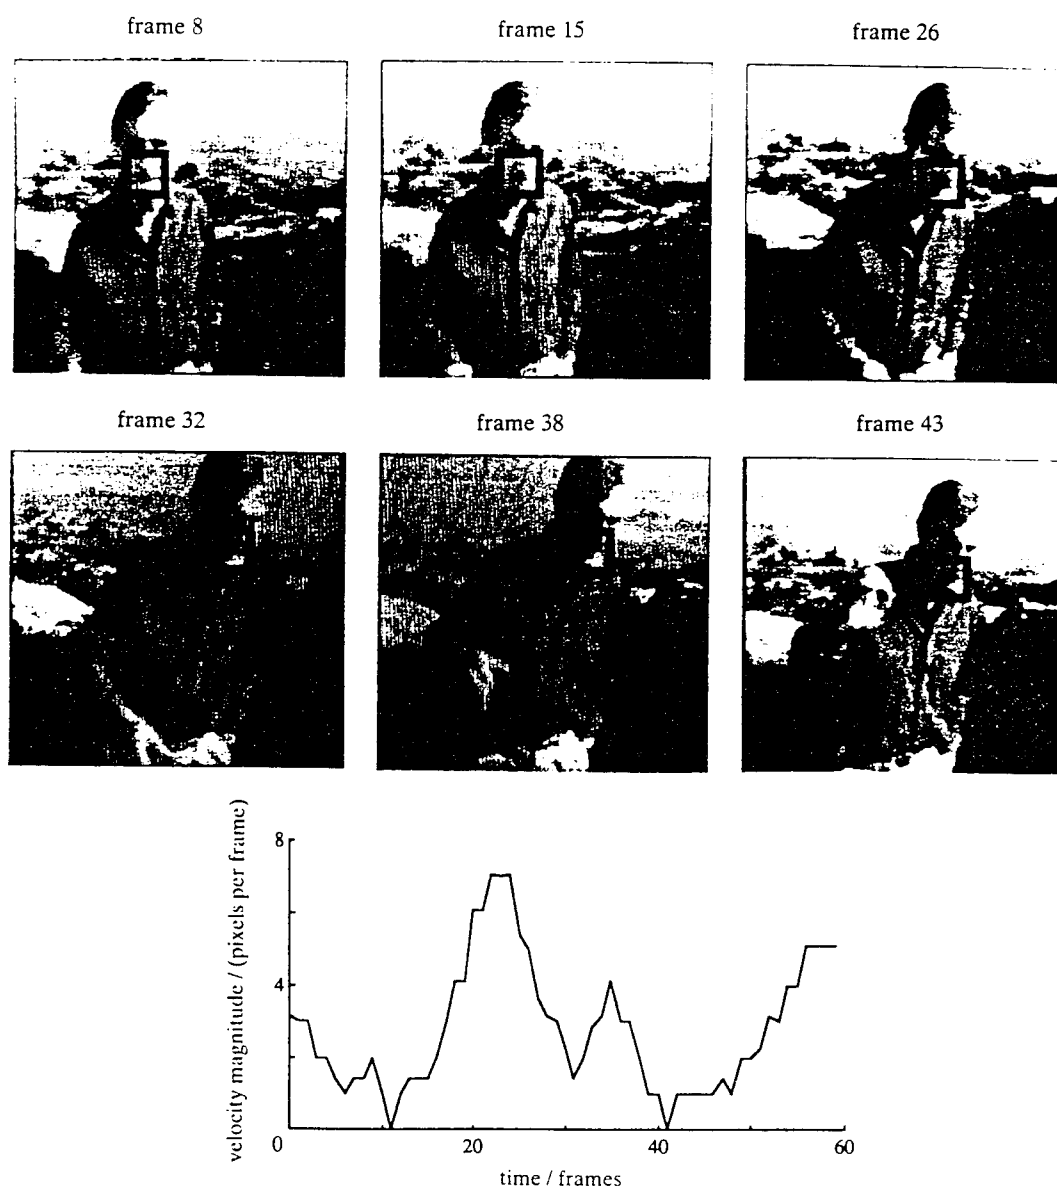 frame 8
frame 15
frame 26
frame 32
frame 38
frame 43
velocity magnitude / (pixels per frame)
8
4
0
20
40
60
time / frames